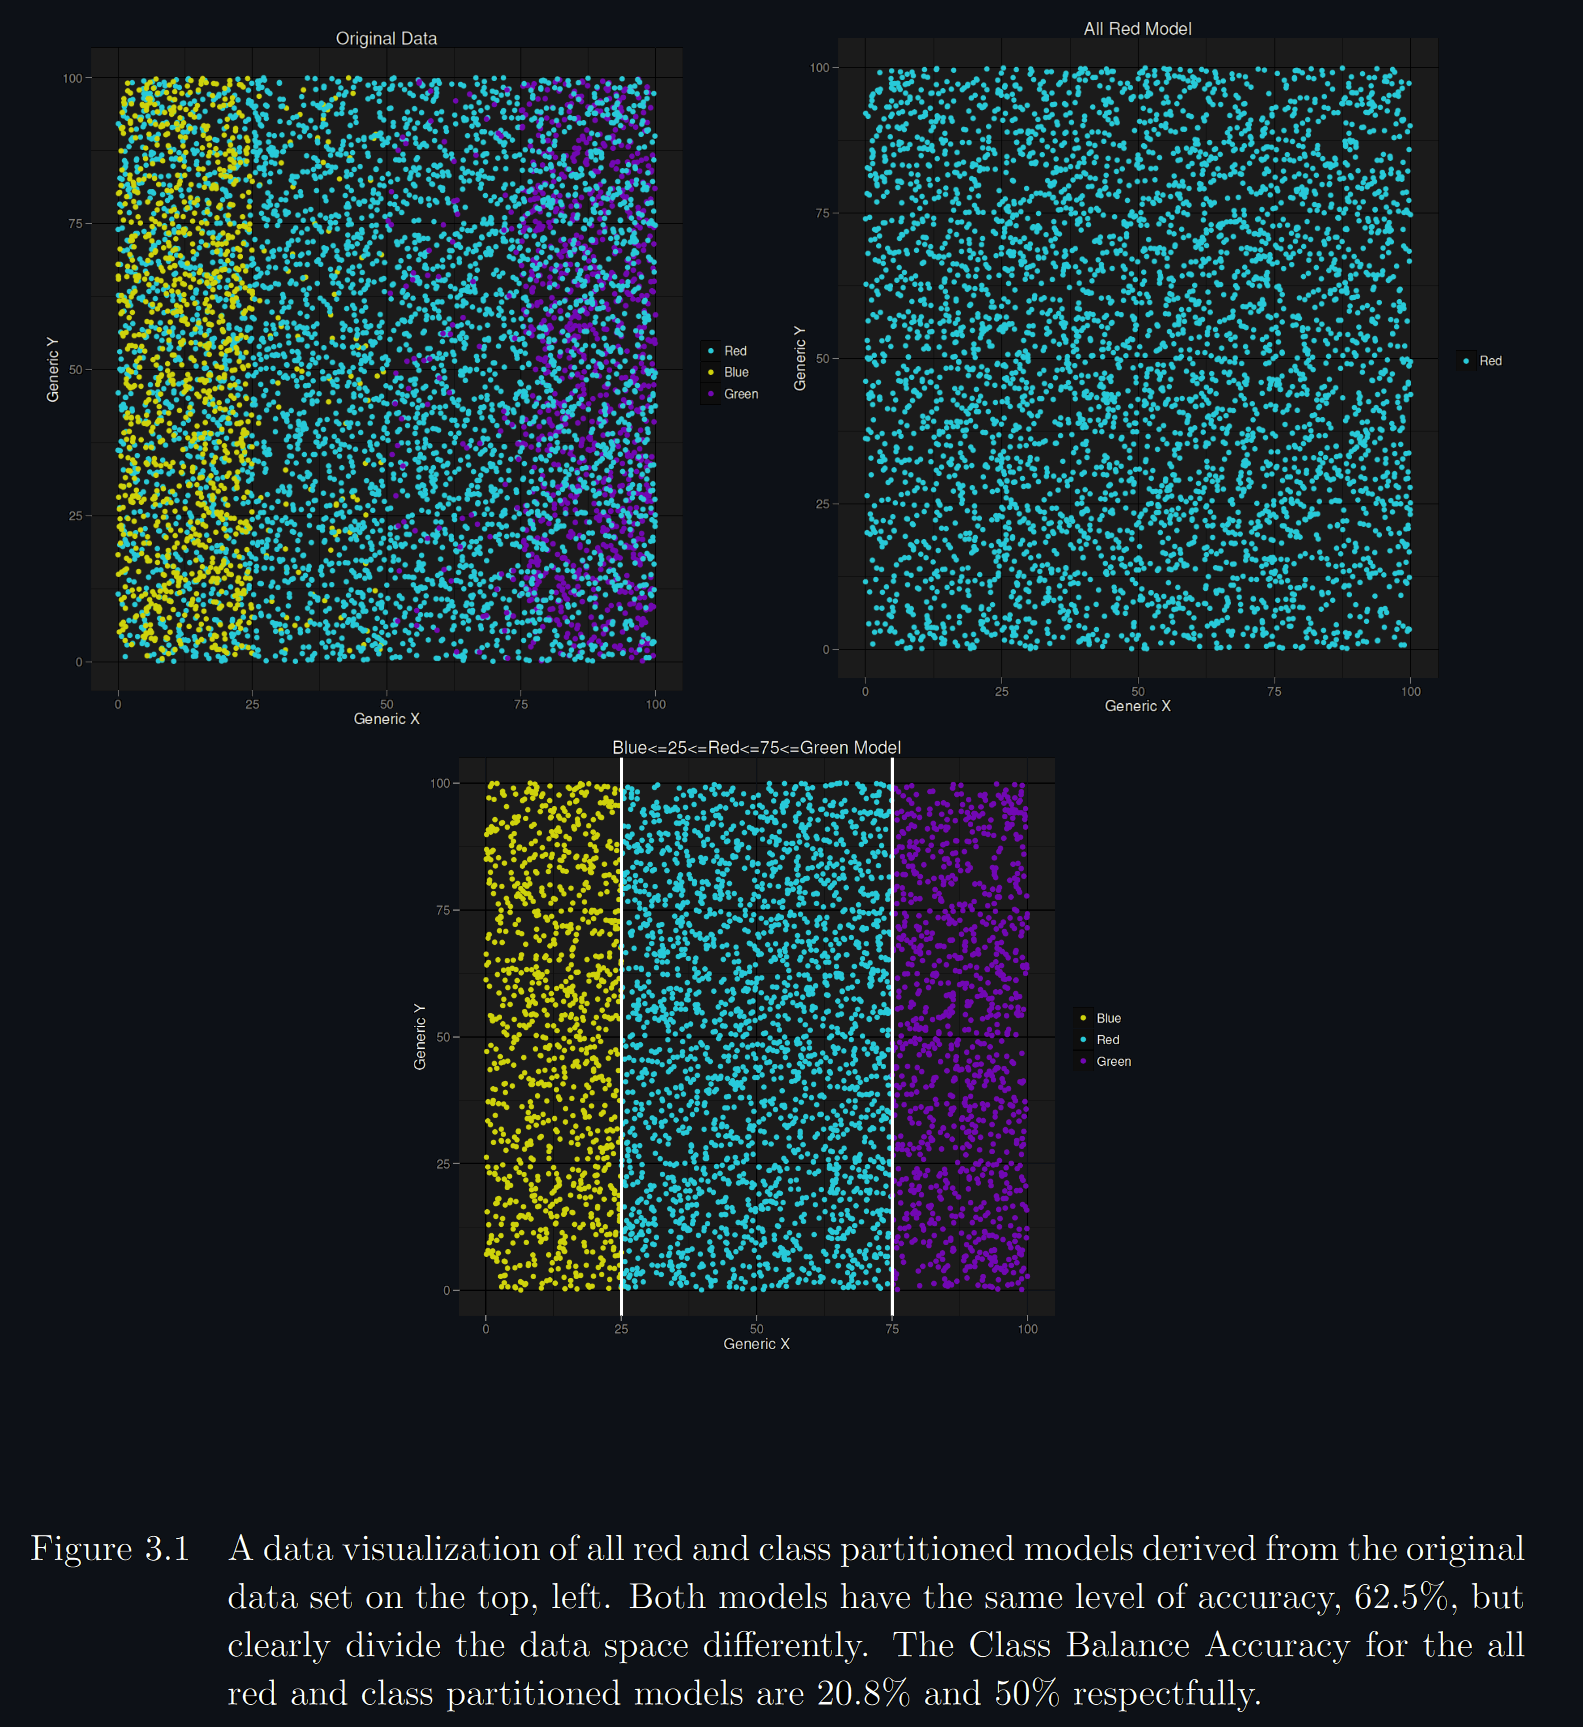 Original Data
100
75
50
25
0
Generic Y
0 25 50 75 100
Generic X
Red
Blue
Green
All Red Model
100
75
50
25
0
Generic Y
0 25 50 75 100
Generic X
Red
Blue<=25<=Red<=75<=Green Model
100
75
50
25
0
Generic Y
0 25 50 75 100
Generic X
Blue
Red
Green
Figure 3.1 A data visualization of all red and class partitioned models derived from the original
data set on the top, left. Both models have the same level of accuracy, 62.5%, but
clearly divide the data space differently. The Class Balance Accuracy for the all
red and class partitioned models are 20.8% and 50% respectfully.